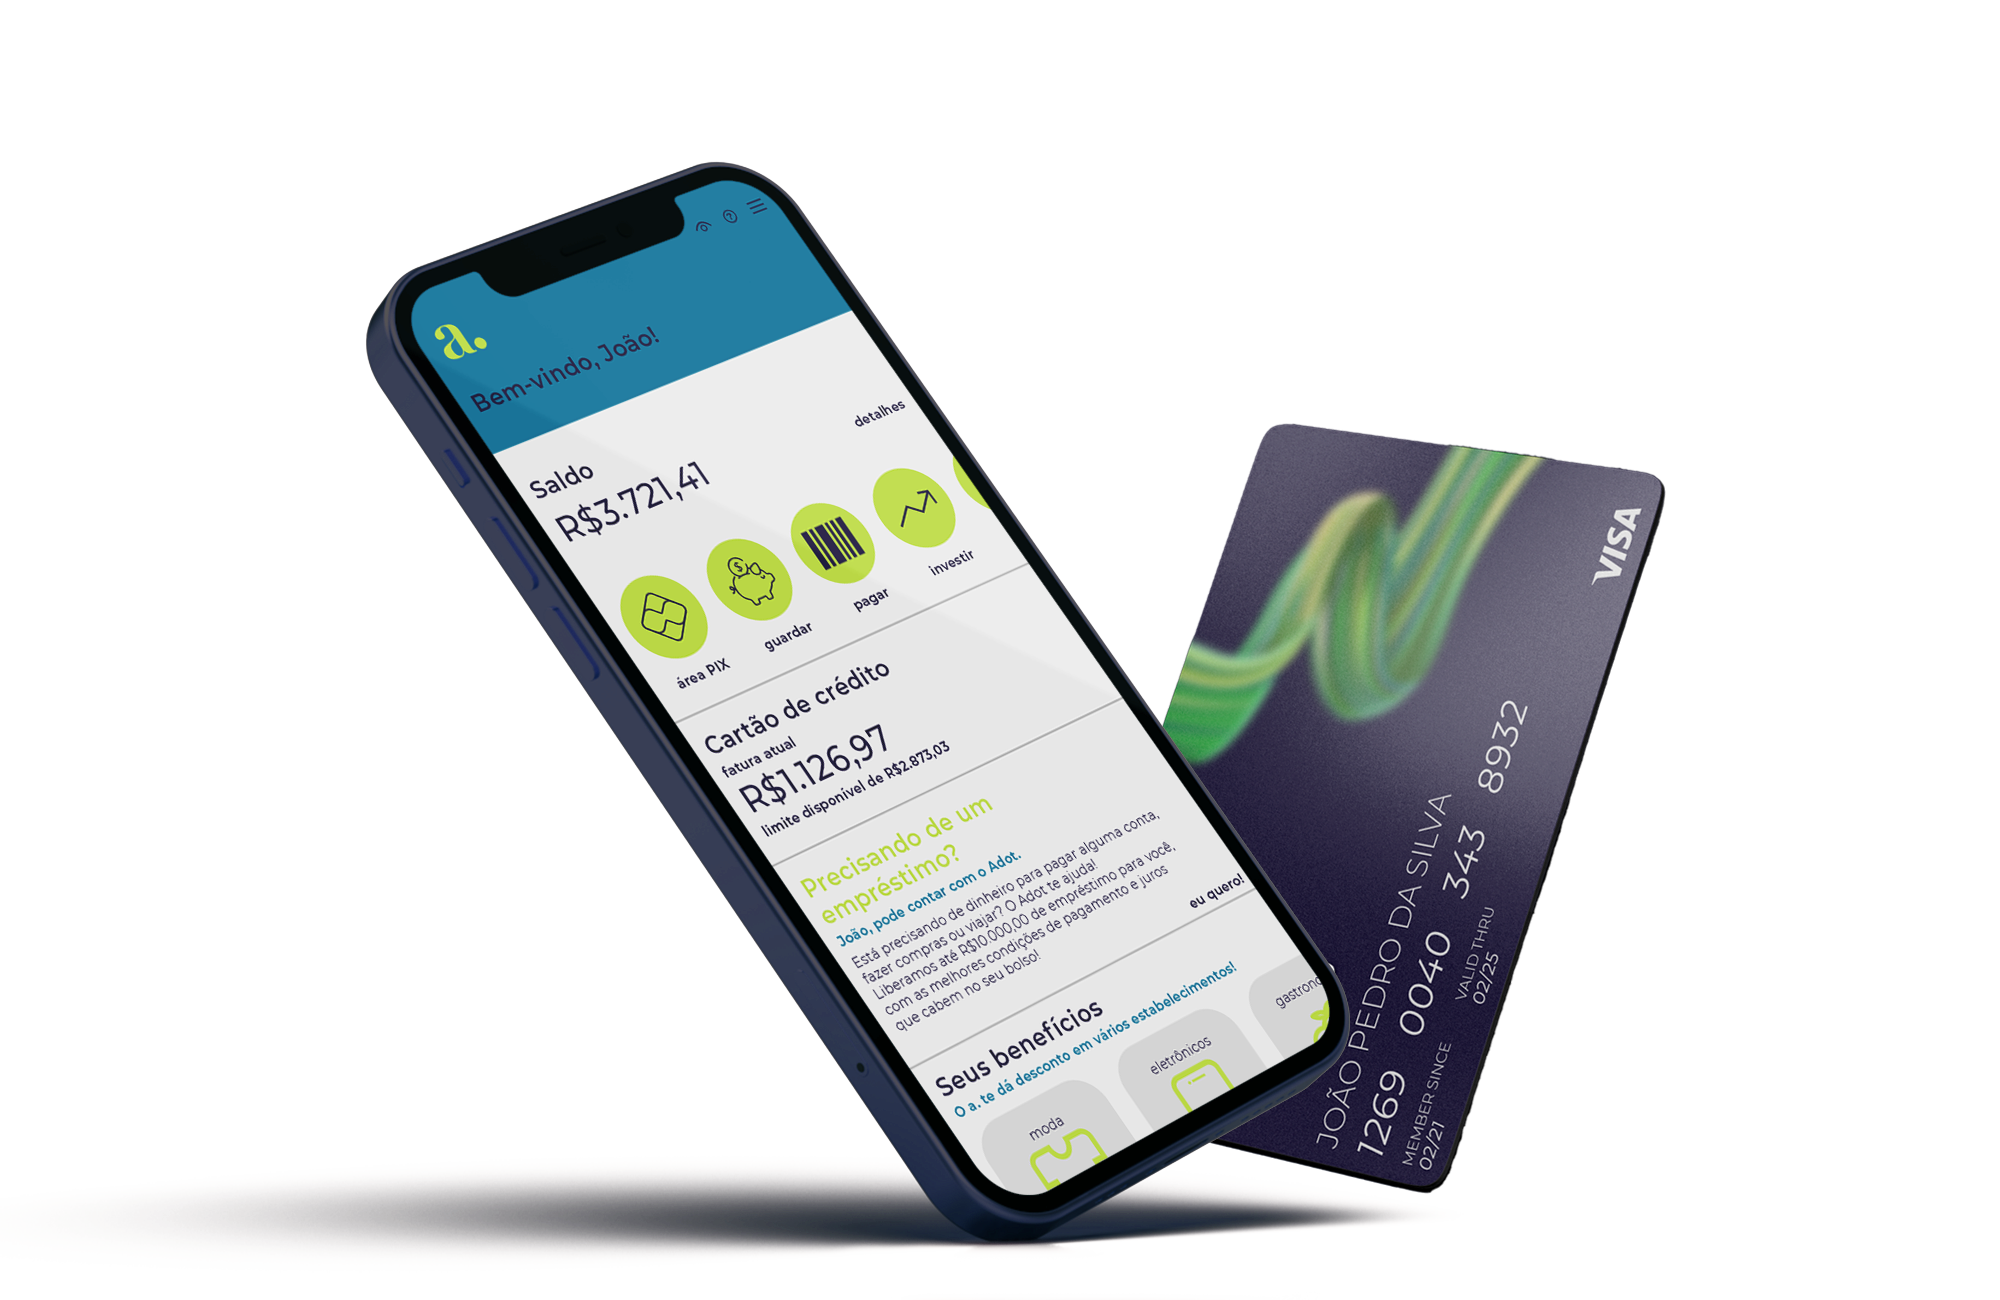 a.
Bem-vindo, João!
detalhes
Saldo
R$3.721,41
área PIX
guardar
pagar
investir
Cartão de crédito
fatura atual
R$1.126,97
limite disponível de R$2.873,03
Precisando de um
empréstimo?
João, pode contar com o Adot.
Está precisando de dinheiro para pagar alguma conta,
fazer compras ou viajar? O Adot te ajuda!
Liberamos até R$10.000,00 de empréstimo para você,
com as melhores condições de pagamento e juros
que cabem no seu bolso!
eu quero!
Seus benefícios
O a. te dá desconto em vários estabelecimentos!
moda
eletrônicos
VISA
JOÃO PEDRO DA SILVA
1269 0040 343 8932
MEMBER SINCE
02/21
VALID THRU
02/25